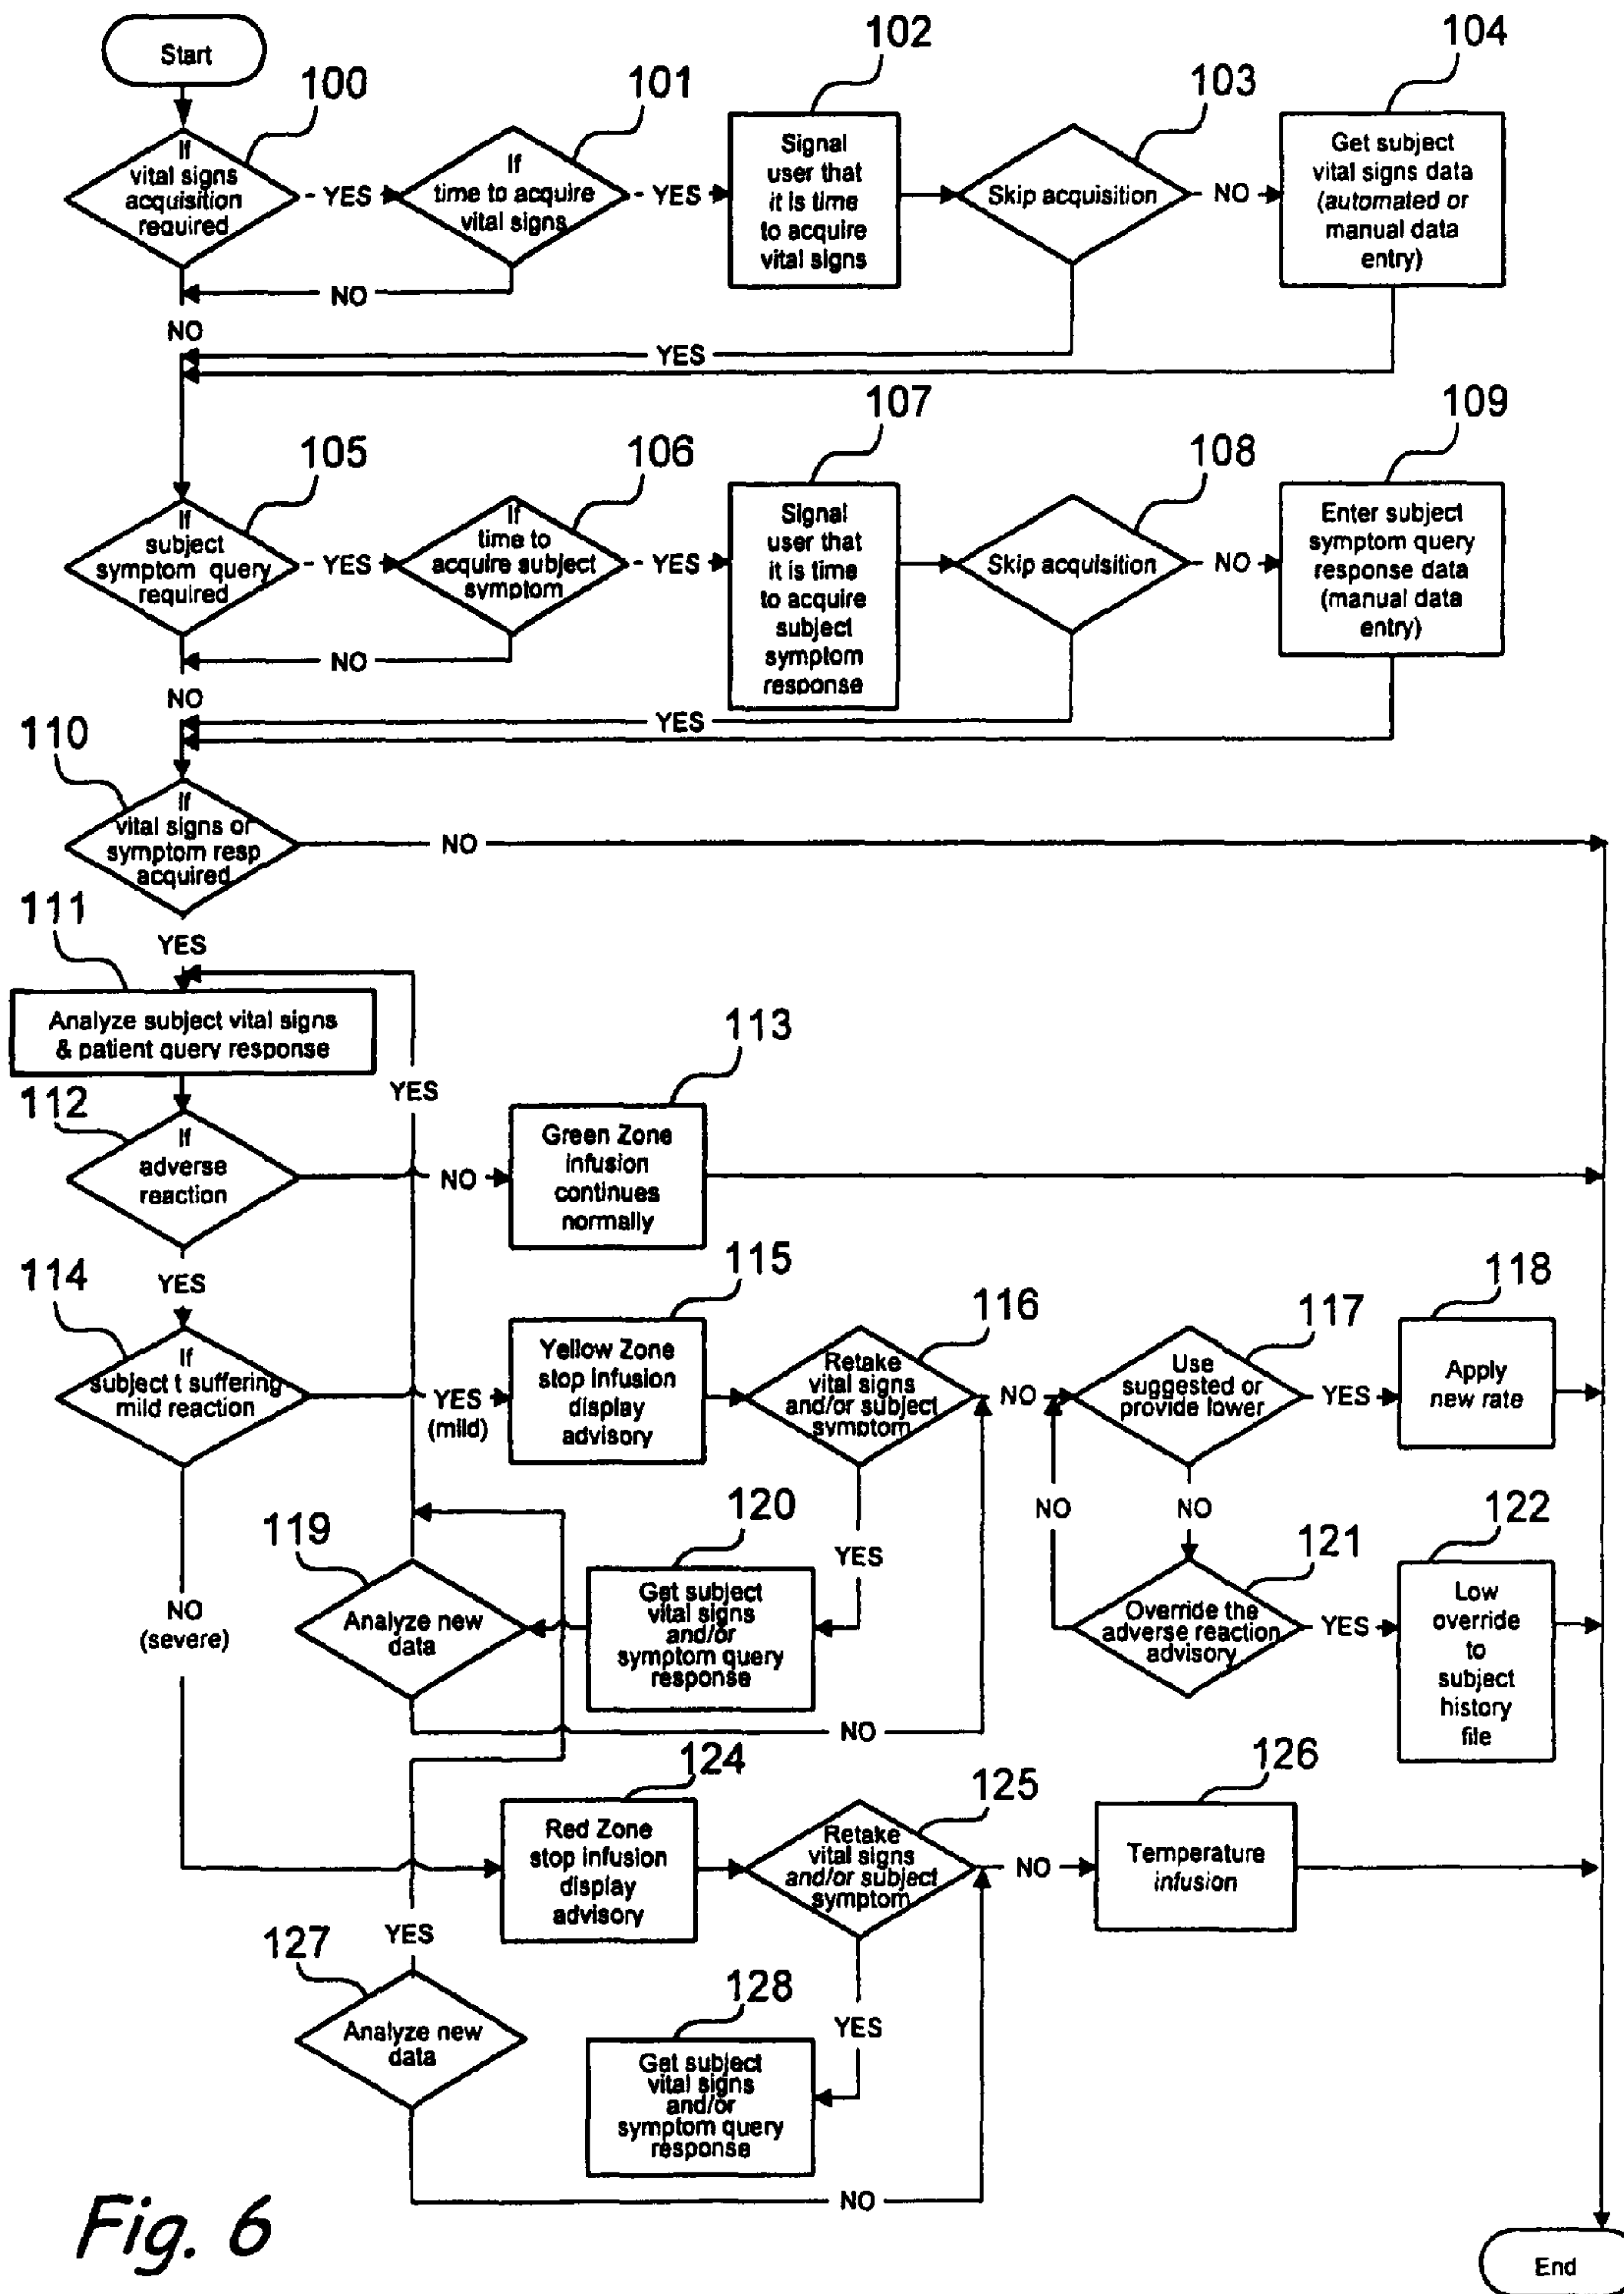 Start
100
101
102
103
104
If
vital signs
acquisition
required
YES
If
time to acquire
vital signs
YES
Signal
user that
it is time
to acquire
vital signs
Skip acquisition
NO
Get subject
vital signs data
(automated or
manual data
entry)
NO
NO
YES
105
106
107
108
109
If
subject
symptom query
required
YES
If
time to
acquire subject
symptom
YES
Signal
user that
it is time
to acquire
subject
symptom
response
Skip acquisition
NO
Enter subject
symptom query
response data
(manual data
entry)
NO
NO
YES
110
If
vital signs or
symptom resp
acquired
NO
YES
111
Analyze subject vital signs
& patient query response
YES
112
If
adverse
reaction
NO
113
Green Zone
infusion
continues
normally
YES
114
If
subject t suffering
mild reaction
YES
(mild)
115
Yellow Zone
stop infusion
display
advisory
116
Retake
vital signs
and/or subject
symptom
NO
117
Use
suggested or
provide lower
YES
118
Apply
new rate
NO
(severe)
119
Analyze new
data
120
Get subject
vital signs
and/or
symptom query
response
YES
NO
NO
NO
121
Override the
adverse reaction
advisory
YES
122
Low
override
to
subject
history
file
124
Red Zone
stop infusion
display
advisory
125
Retake
vital signs
and/or subject
symptom
NO
126
Temperature
infusion
YES
127
Analyze new
data
128
Get subject
vital signs
and/or
symptom query
response
YES
NO
Fig. 6
End